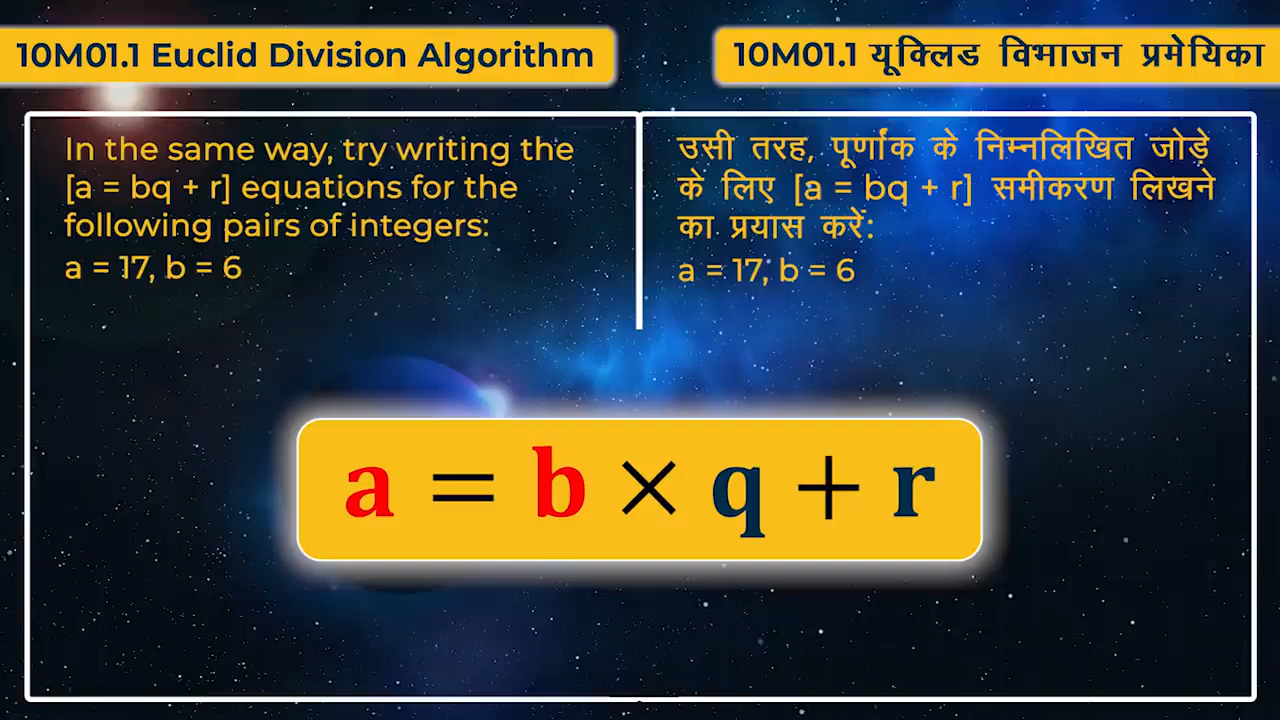 10M01.1 Euclid Division Algorithm
10M01.1 यूक्लिड विभाजन प्रमेयिका
In the same way, try writing the
[a = bq + r] equations for the
following pairs of integers:
a = 17, b = 6
उसी तरह, पूर्णांक के निम्नलिखित जोड़े
के लिए [a = bq + r] समीकरण लिखने
का प्रयास करें:
a = 17, b = 6
a = b × q + r